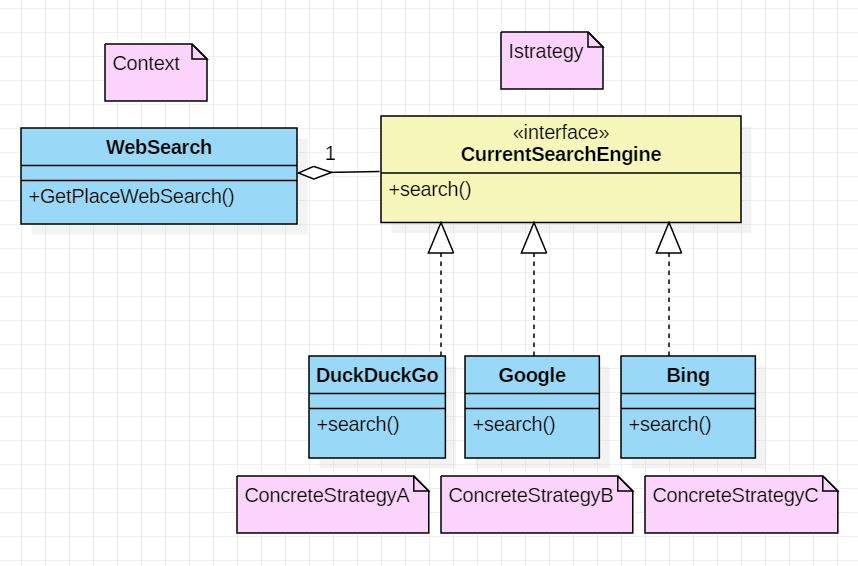 Context
Istrategy
WebSearch
+GetPlaceWebSearch()
1
«interface»
CurrentSearchEngine
+search()
DuckDuckGo
+search()
Google
+search()
Bing
+search()
ConcreteStrategyA
ConcreteStrategyB
ConcreteStrategyC